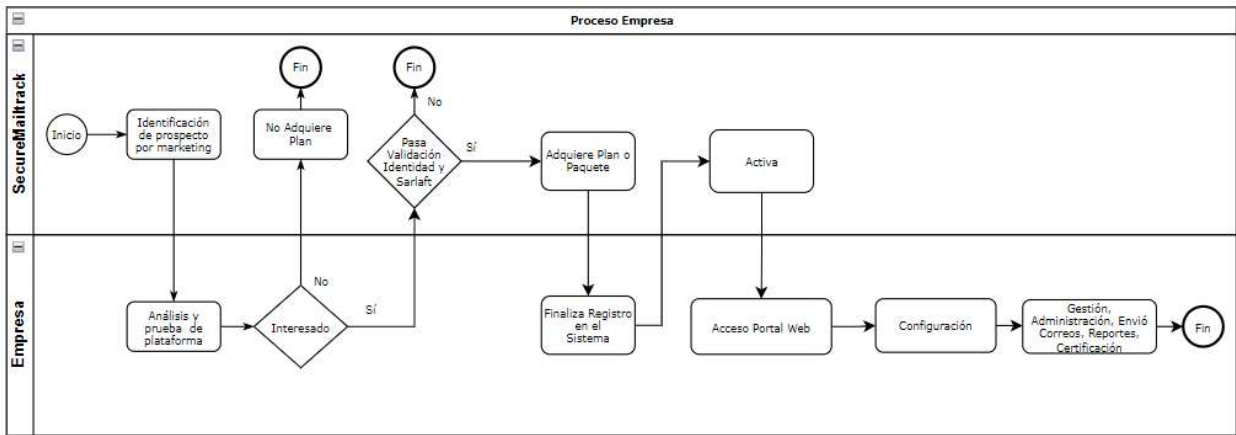 Proceso Empresa
SecureMailtrack
Inicio
Identificación
de prospecto
por marketing
Fin
No Adquiere
Plan
Fin
No
Pasa
Validación
Identidad y
Sarlaft
Sí
Adquiere Plan o
Paquete
Activa
Empresa
Análisis y
prueba de
plataforma
No
Interesado
Sí
Finaliza Registro
en el
Sistema
Acceso Portal Web
Configuración
Gestión,
Administración, Envió
Correos, Reportes,
Certificación
Fin